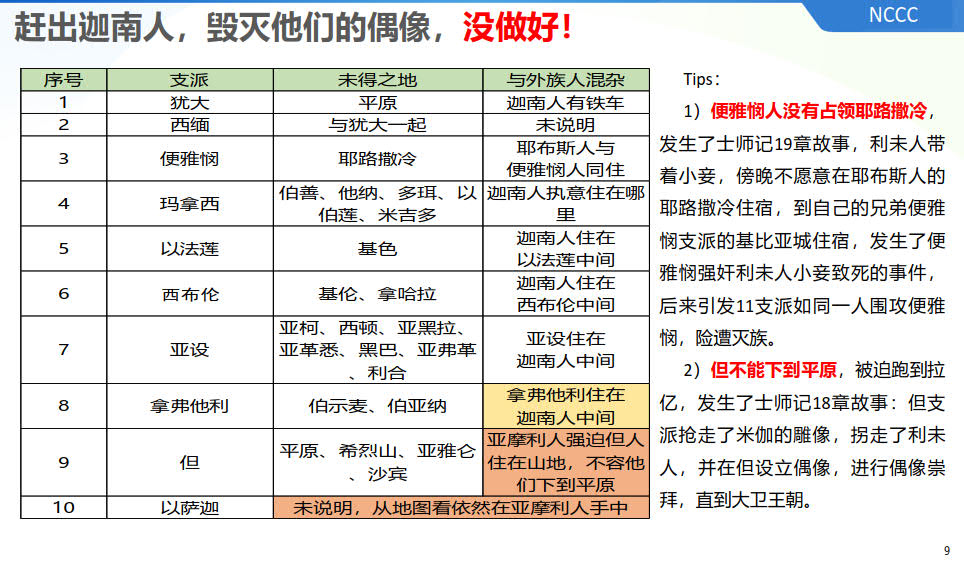 NCCC
赶出迦南人，毁灭他们的偶像，没做好！
序号 支派 未得之地 与外族人混杂
1 犹大 平原 迦南人有铁车
2 西缅 与犹大一起 未说明
3 便雅悯 耶路撒冷 耶布斯人与
便雅悯人同住
4 玛拿西 伯善、他纳、多珥、以
伯莲、米吉多 迦南人执意住在哪
里
5 以法莲 基色 迦南人住在
以法莲中间
6 西布伦 基伦、拿哈拉 迦南人住在
西布伦中间
7 亚设 亚柯、西顿、亚黑拉、
亚革悉、黑巴、亚弗革
、利合 亚设住在
迦南人中间
8 拿弗他利 伯示麦、伯亚纳 拿弗他利住在
迦南人中间
9 但 平原、希烈山、亚雅仑
、沙宾 亚摩利人强迫但人
住在山地，不容他
们下到平原
10 以萨迦 未说明，从地图看依然在亚摩利人手中
Tips：
1）便雅悯人没有占领耶路撒冷，
发生了士师记19章故事，利未人带
着小妾，傍晚不愿意在耶布斯人的
耶路撒冷住宿，到自己的兄弟便雅
悯支派的基比亚城住宿，发生了便
雅悯强奸利未人小妾致死的事件，
后来引发11支派如同一人围攻便雅
悯，险遭灭族。
2）但不能下到平原，被迫跑到拉
亿，发生了士师记18章故事：但支
派抢走了米伽的雕像，拐走了利未
人，并在但设立偶像，进行偶像崇
拜，直到大卫王朝。
9